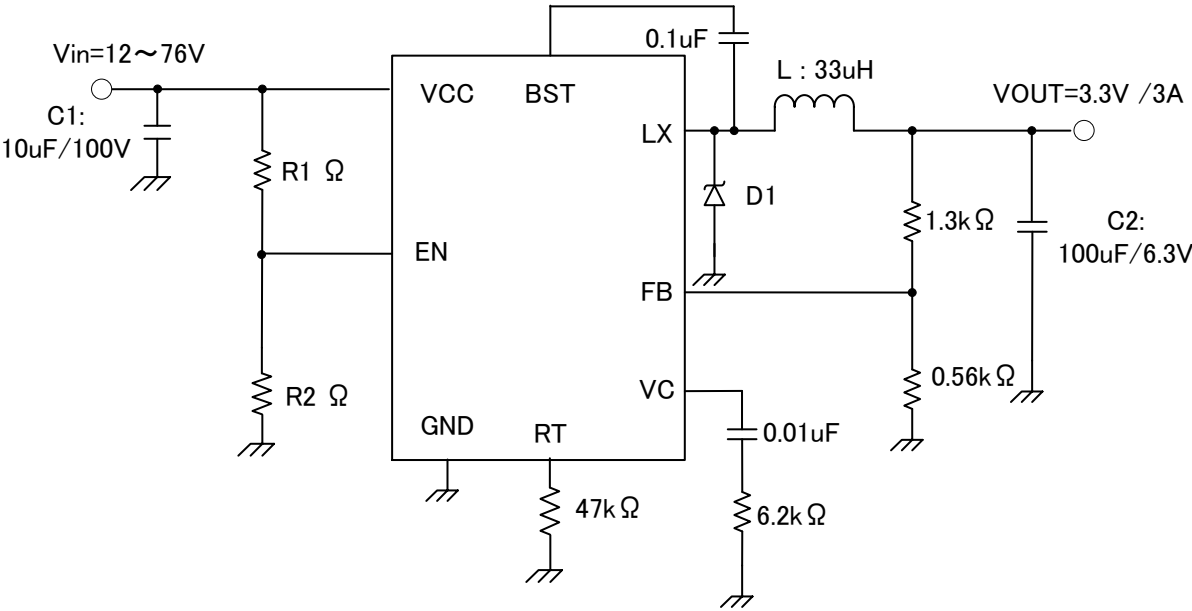 Vin=12～76V
C1:
10uF/100V
R1 Ω
R2 Ω
VCC
BST
LX
EN
FB
VC
GND
RT
0.1uF
L : 33uH
VOUT=3.3V /3A
D1
1.3kΩ
C2:
100uF/6.3V
0.56kΩ
0.01uF
6.2kΩ
47kΩ